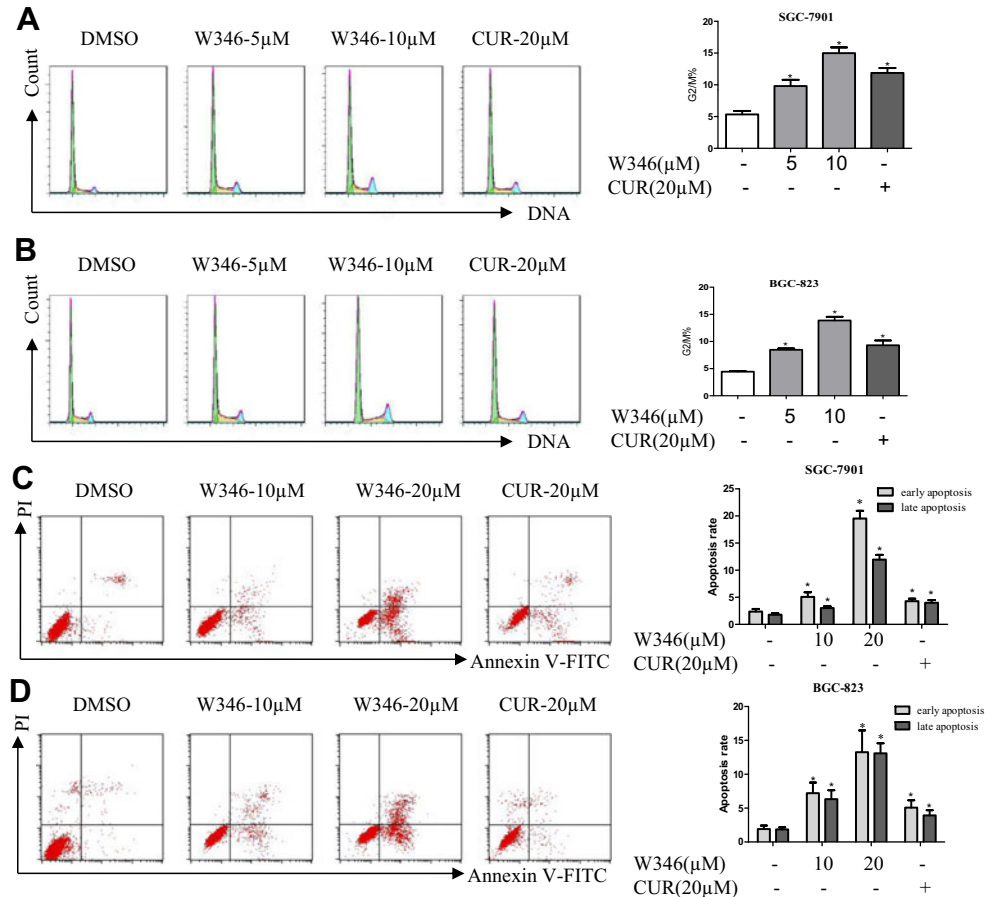 A
DMSO W346-5µM W346-10µM CUR-20µM
Count
DNA
SGC-7901
G2/M%
20
15
10
5
0
* * *
W346(µM) - 5 10 -
CUR(20µM) - - - +
B
DMSO W346-5µM W346-10µM CUR-20µM
Count
DNA
BGC-823
G2/M%
20
15
10
5
0
* * *
W346(µM) - 5 10 -
CUR(20µM) - - - +
C
DMSO W346-10µM W346-20µM CUR-20µM
PI
Annexin V-FITC
SGC-7901
early apoptosis
late apoptosis
Apoptosis rate
25
20
15
10
5
0
* * * * * *
W346(µM) - 10 20 -
CUR(20µM) - - - +
D
DMSO W346-10µM W346-20µM CUR-20µM
PI
Annexin V-FITC
BGC-823
early apoptosis
late apoptosis
Apoptosis rate
20
15
10
5
0
* * * * * *
W346(µM) - 10 20 -
CUR(20µM) - - - +